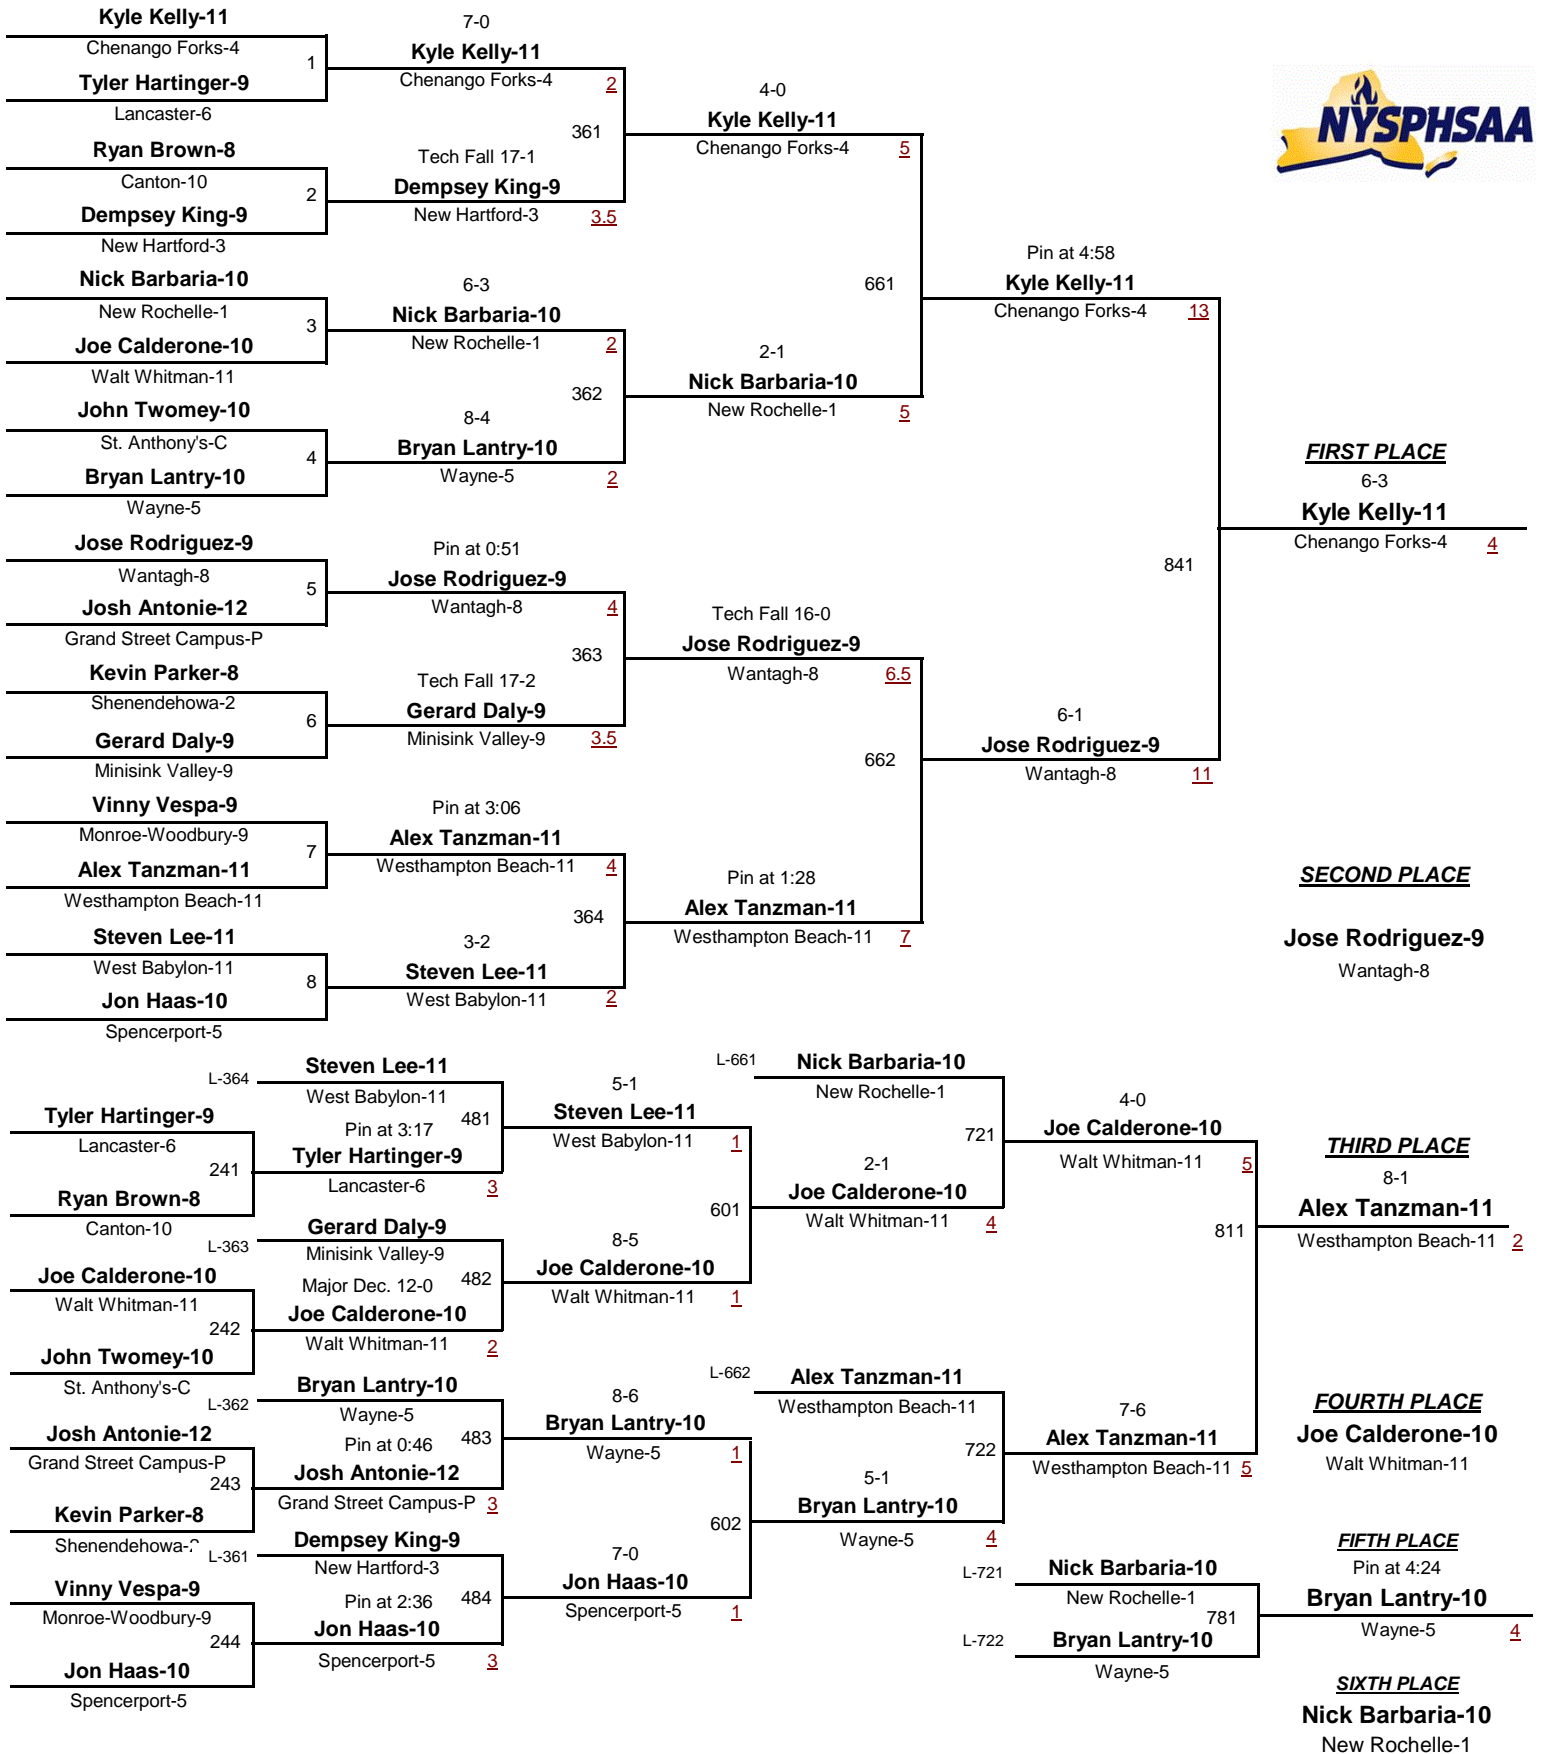 Kyle Kelly-11
Chenango Forks-4
1
Tyler Hartinger-9
Lancaster-6
Ryan Brown-8
Canton-10
2
Dempsey King-9
New Hartford-3
Nick Barbaria-10
New Rochelle-1
3
Joe Calderone-10
Walt Whitman-11
John Twomey-10
St. Anthony's-C
4
Bryan Lantry-10
Wayne-5
Jose Rodriguez-9
Wantagh-8
5
Josh Antonie-12
Grand Street Campus-P
Kevin Parker-8
Shenendehowa-2
6
Gerard Daly-9
Minisink Valley-9
Vinny Vespa-9
Monroe-Woodbury-9
7
Alex Tanzman-11
Westhampton Beach-11
Steven Lee-11
West Babylon-11
8
Jon Haas-10
Spencerport-5
7-0
Kyle Kelly-11
Chenango Forks-4 2
361
Tech Fall 17-1
Dempsey King-9
New Hartford-3 3.5
6-3
Nick Barbaria-10
New Rochelle-1 2
362
8-4
Bryan Lantry-10
Wayne-5 2
Pin at 0:51
Jose Rodriguez-9
Wantagh-8 4
363
Tech Fall 17-2
Gerard Daly-9
Minisink Valley-9 3.5
Pin at 3:06
Alex Tanzman-11
Westhampton Beach-11 4
364
3-2
Steven Lee-11
West Babylon-11 2
4-0
Kyle Kelly-11
Chenango Forks-4 5
661
2-1
Nick Barbaria-10
New Rochelle-1 5
Tech Fall 16-0
Jose Rodriguez-9
Wantagh-8 6.5
662
Pin at 1:28
Alex Tanzman-11
Westhampton Beach-11 7
Pin at 4:58
Kyle Kelly-11
Chenango Forks-4 13
841
6-1
Jose Rodriguez-9
Wantagh-8 11
NYSPHSAA
FIRST PLACE
6-3
Kyle Kelly-11
Chenango Forks-4 4
SECOND PLACE
Jose Rodriguez-9
Wantagh-8
Tyler Hartinger-9
Lancaster-6
241
Ryan Brown-8
Canton-10
Joe Calderone-10
Walt Whitman-11
242
John Twomey-10
St. Anthony's-C
Josh Antonie-12
Grand Street Campus-P
243
Kevin Parker-8
Shenendehowa-2
Vinny Vespa-9
Monroe-Woodbury-9
244
Jon Haas-10
Spencerport-5
L-364
Steven Lee-11
West Babylon-11
481
Pin at 3:17
Tyler Hartinger-9
Lancaster-6 3
L-363
Gerard Daly-9
Minisink Valley-9
482
Major Dec. 12-0
Joe Calderone-10
Walt Whitman-11 2
L-362
Bryan Lantry-10
Wayne-5
483
Pin at 0:46
Josh Antonie-12
Grand Street Campus-P 3
L-361
Dempsey King-9
New Hartford-3
484
Pin at 2:36
Jon Haas-10
Spencerport-5 3
5-1
Steven Lee-11
West Babylon-11 1
601
8-5
Joe Calderone-10
Walt Whitman-11 1
8-6
Bryan Lantry-10
Wayne-5 1
602
7-0
Jon Haas-10
Spencerport-5 1
L-661
Nick Barbaria-10
New Rochelle-1
721
2-1
Joe Calderone-10
Walt Whitman-11 4
L-662
Alex Tanzman-11
Westhampton Beach-11
722
5-1
Bryan Lantry-10
Wayne-5 4
4-0
Joe Calderone-10
Walt Whitman-11 5
811
7-6
Alex Tanzman-11
Westhampton Beach-11 5
THIRD PLACE
8-1
Alex Tanzman-11
Westhampton Beach-11 2
FOURTH PLACE
Joe Calderone-10
Walt Whitman-11
L-721
Nick Barbaria-10
New Rochelle-1
781
L-722
Bryan Lantry-10
Wayne-5
FIFTH PLACE
Pin at 4:24
Bryan Lantry-10
Wayne-5 4
SIXTH PLACE
Nick Barbaria-10
New Rochelle-1